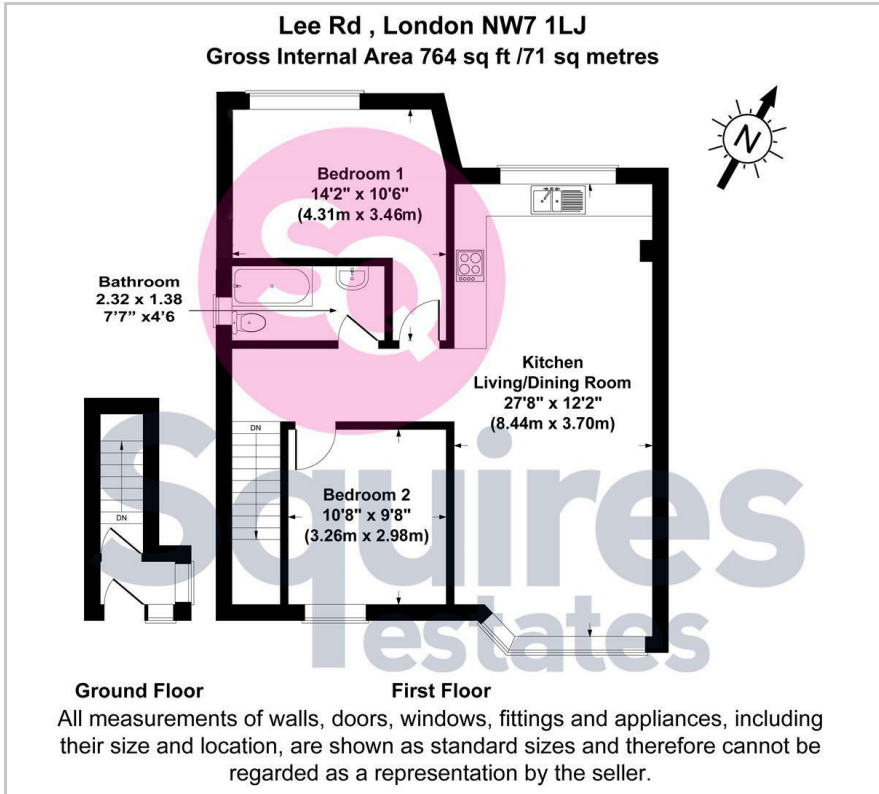 Lee Rd , London NW7 1LJ
Gross Internal Area 764 sq ft /71 sq metres
N
Bedroom 1
14'2" x 10'6"
(4.31m x 3.46m)
SQ
Bathroom
2.32 x 1.38
7'7" x4'6
Kitchen
Living/Dining Room
27'8" x 12'2"
(8.44m x 3.70m)
DN
Bedroom 2
10'8" x 9'8"
(3.26m x 2.98m)
DN
Squires
estates
Ground Floor
First Floor
All measurements of walls, doors, windows, fittings and appliances, including
their size and location, are shown as standard sizes and therefore cannot be
regarded as a representation by the seller.